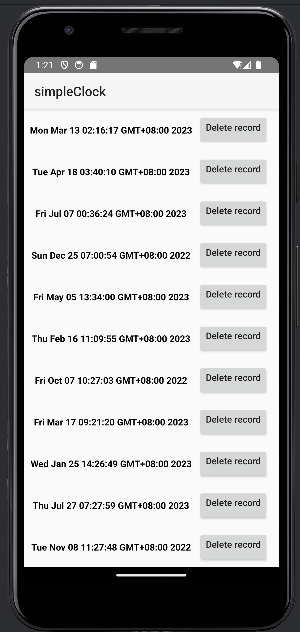 1:21
simpleClock
Mon Mar 13 02:16:17 GMT+08:00 2023 Delete record
Tue Apr 18 03:40:10 GMT+08:00 2023 Delete record
Fri Jul 07 00:36:24 GMT+08:00 2023 Delete record
Sun Dec 25 07:00:54 GMT+08:00 2022 Delete record
Fri May 05 13:34:00 GMT+08:00 2023 Delete record
Thu Feb 16 11:09:55 GMT+08:00 2023 Delete record
Fri Oct 07 10:27:03 GMT+08:00 2022 Delete record
Fri Mar 17 09:21:20 GMT+08:00 2023 Delete record
Wed Jan 25 14:26:49 GMT+08:00 2023 Delete record
Thu Jul 27 07:27:59 GMT+08:00 2023 Delete record
Tue Nov 08 11:27:48 GMT+08:00 2022 Delete record